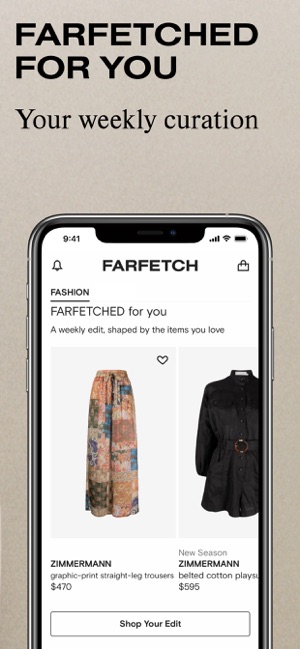 FARFETCHED
FOR YOU
Your weekly curation
9:41
FARFETCH
FASHION
FARFETCHED for you
A weekly edit, shaped by the items you love
ZIMMERMANN
graphic-print straight-leg trousers
$470
New Season
ZIMMERMANN
belted cotton playsu
$595
Shop Your Edit